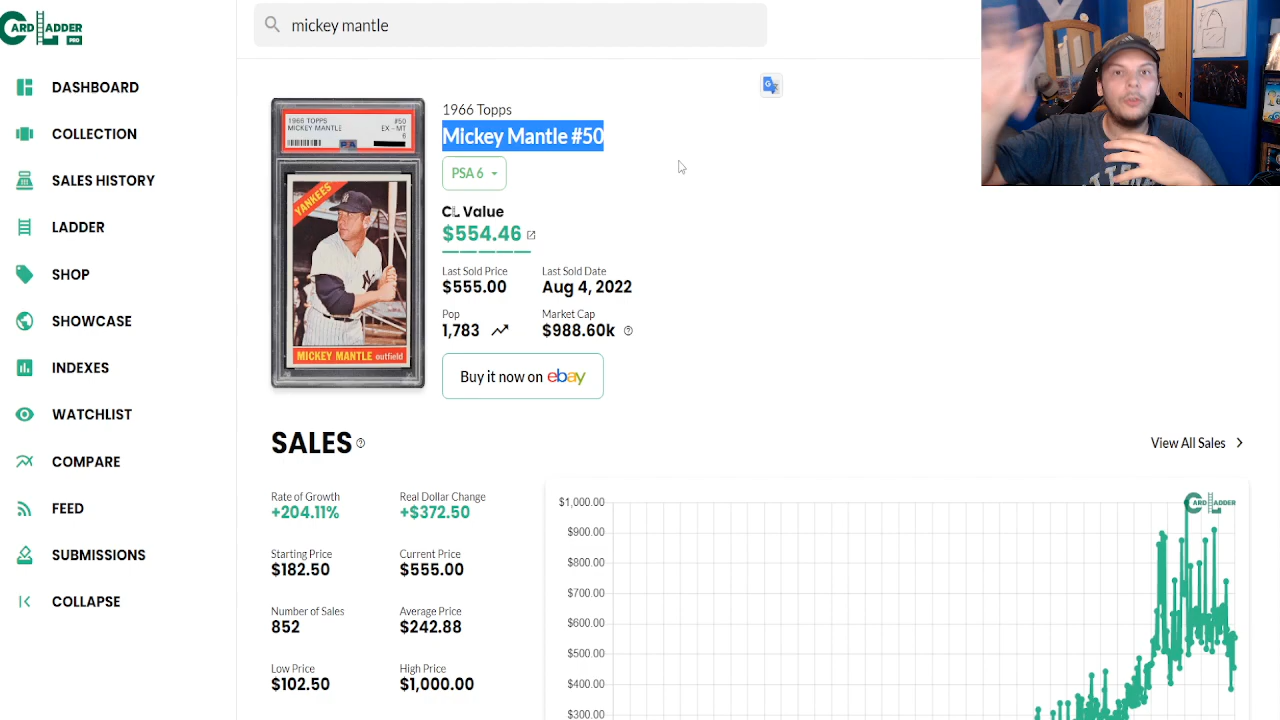 CARD LADDER PRO
mickey mantle
DASHBOARD
COLLECTION
SALES HISTORY
LADDER
SHOP
SHOWCASE
INDEXES
WATCHLIST
COMPARE
FEED
SUBMISSIONS
COLLAPSE
1966 TOPPS #50
MICKEY MANTLE EX-MT
6
PSA
YANKEES
MICKEY MANTLE outfield
1966 Topps
Mickey Mantle #50
PSA 6
CL Value
$554.46
Last Sold Price Last Sold Date
$555.00 Aug 4, 2022
Pop Market Cap
1,783 $988.60k
Buy it now on ebay
SALES
View All Sales
Rate of Growth Real Dollar Change
+204.11% +$372.50
Starting Price Current Price
$182.50 $555.00
Number of Sales Average Price
852 $242.88
Low Price High Price
$102.50 $1,000.00
$1,000.00
$900.00
$800.00
$700.00
$600.00
$500.00
$400.00
$300.00
CARD LADDER